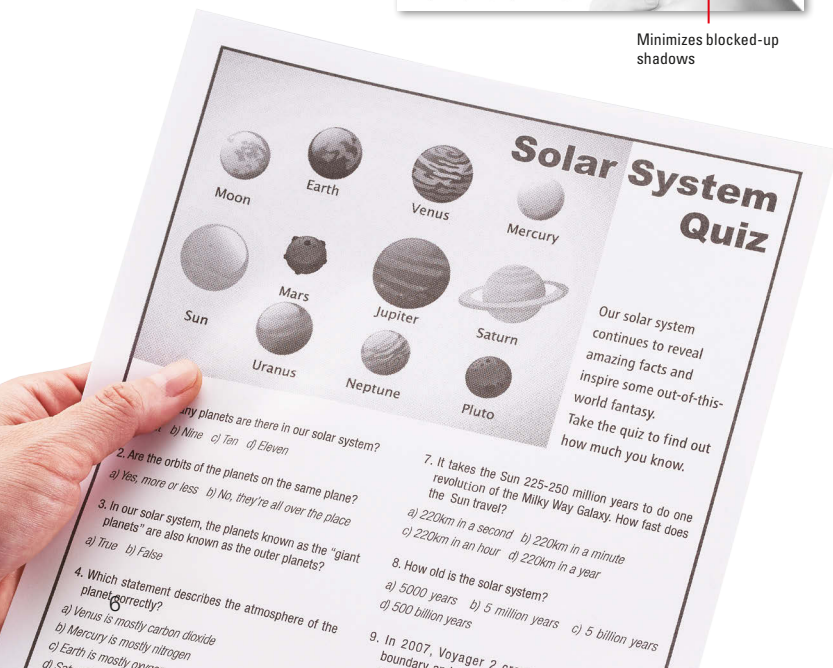 Minimizes blocked-up
shadows
Solar System
Quiz
Moon
Earth
Venus
Mercury
Sun
Mars
Jupiter
Saturn
Uranus
Neptune
Pluto
Our solar system
continues to reveal
amazing facts and
inspire some out-of-this-
world fantasy.
Take the quiz to find out
how much you know.
planets are there in our solar system?
b) Nine c) Ten d) Eleven
2. Are the orbits of the planets on the same plane?
a) Yes, more or less b) No, they're all over the place
3. In our solar system, the planets known as the "giant
planets" are also known as the outer planets?
a) True b) False
4. Which statement describes the atmosphere of the
planet correctly?
6
a) Venus is mostly carbon dioxide
b) Mercury is mostly nitrogen
c) Earth is mostly
7. It takes the Sun 225-250 million years to do one
revolution of the Milky Way Galaxy. How fast does
the Sun travel?
a) 220km in a second b) 220km in a minute
c) 220km in an hour d) 220km in a year
8. How old is the solar system?
a) 5000 years b) 5 million years c) 5 billion years
d) 500 billion years
9. In 2007, Voyager 2
boundary